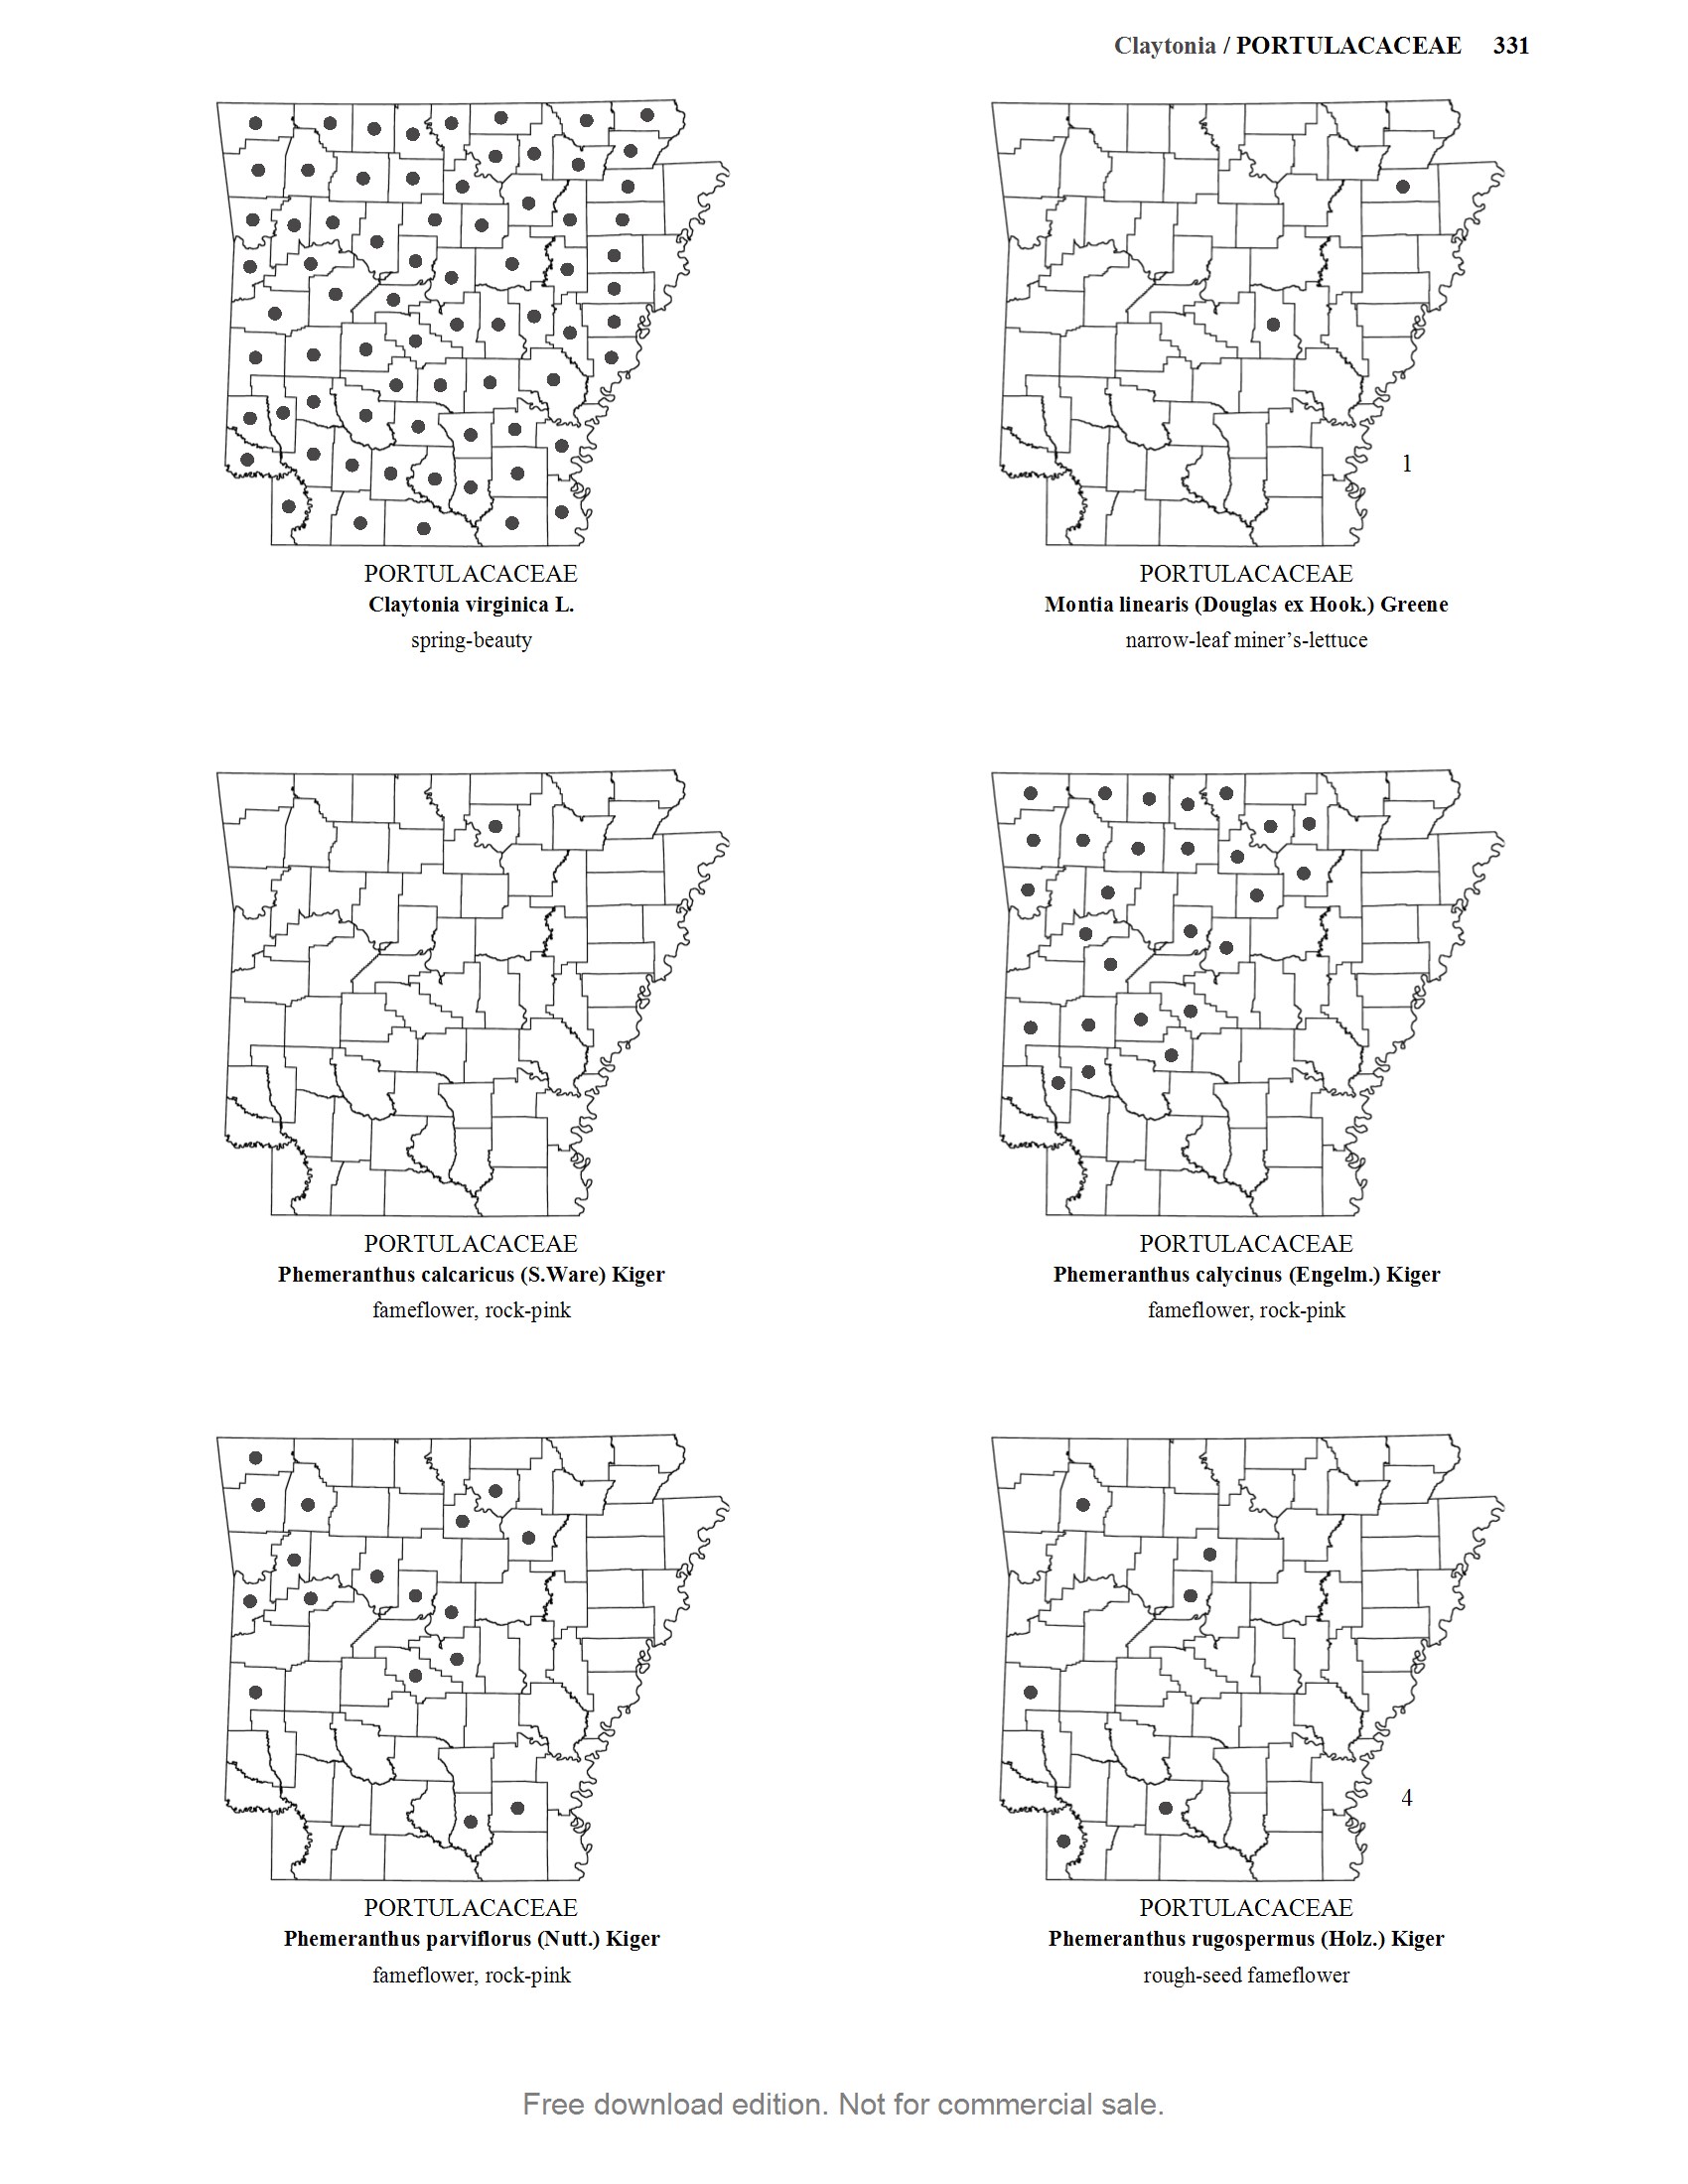 Claytonia / PORTULACACEAE 331
PORTULACACEAE
Claytonia virginica L.
spring-beauty
1
PORTULACACEAE
Montia linearis (Douglas ex Hook.) Greene
narrow-leaf miner’s-lettuce
PORTULACACEAE
Phemeranthus calcaricus (S.Ware) Kiger
fameflower, rock-pink
PORTULACACEAE
Phemeranthus calycinus (Engelm.) Kiger
fameflower, rock-pink
PORTULACACEAE
Phemeranthus parviflorus (Nutt.) Kiger
fameflower, rock-pink
4
PORTULACACEAE
Phemeranthus rugospermus (Holz.) Kiger
rough-seed fameflower
Free download edition. Not for commercial sale.